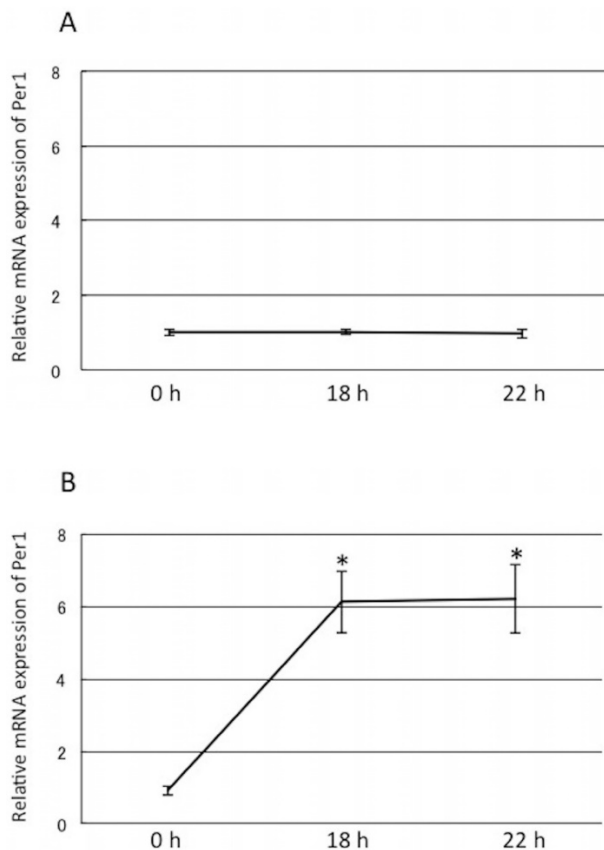 A
Relative mRNA expression of Per1
8
6
4
2
0
0 h 18 h 22 h
B
Relative mRNA expression of Per1
8
6
4
2
0
* *
0 h 18 h 22 h